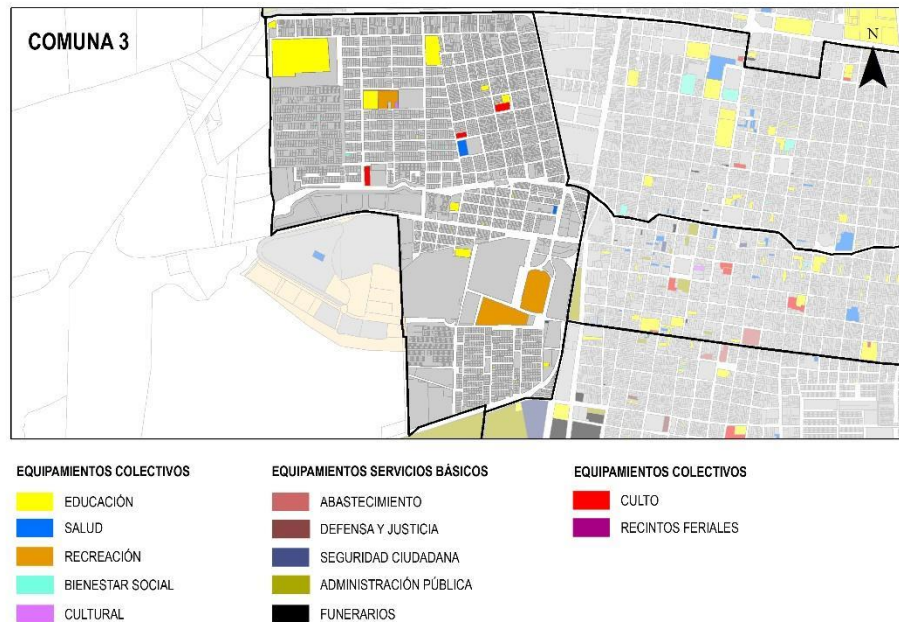 COMUNA 3
N
EQUIPAMIENTOS COLECTIVOS
EDUCACIÓN
SALUD
RECREACIÓN
BIENESTAR SOCIAL
CULTURAL
EQUIPAMIENTOS SERVICIOS BÁSICOS
ABASTECIMIENTO
DEFENSA Y JUSTICIA
SEGURIDAD CIUDADANA
ADMINISTRACIÓN PÚBLICA
FUNERARIOS
EQUIPAMIENTOS COLECTIVOS
CULTO
RECINTOS FERIALES